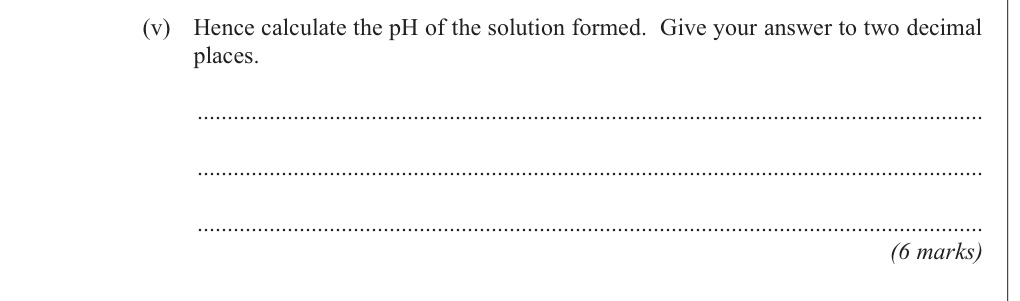 (v) Hence calculate the pH of the solution formed. Give your answer to two decimal
places.
(6 marks)